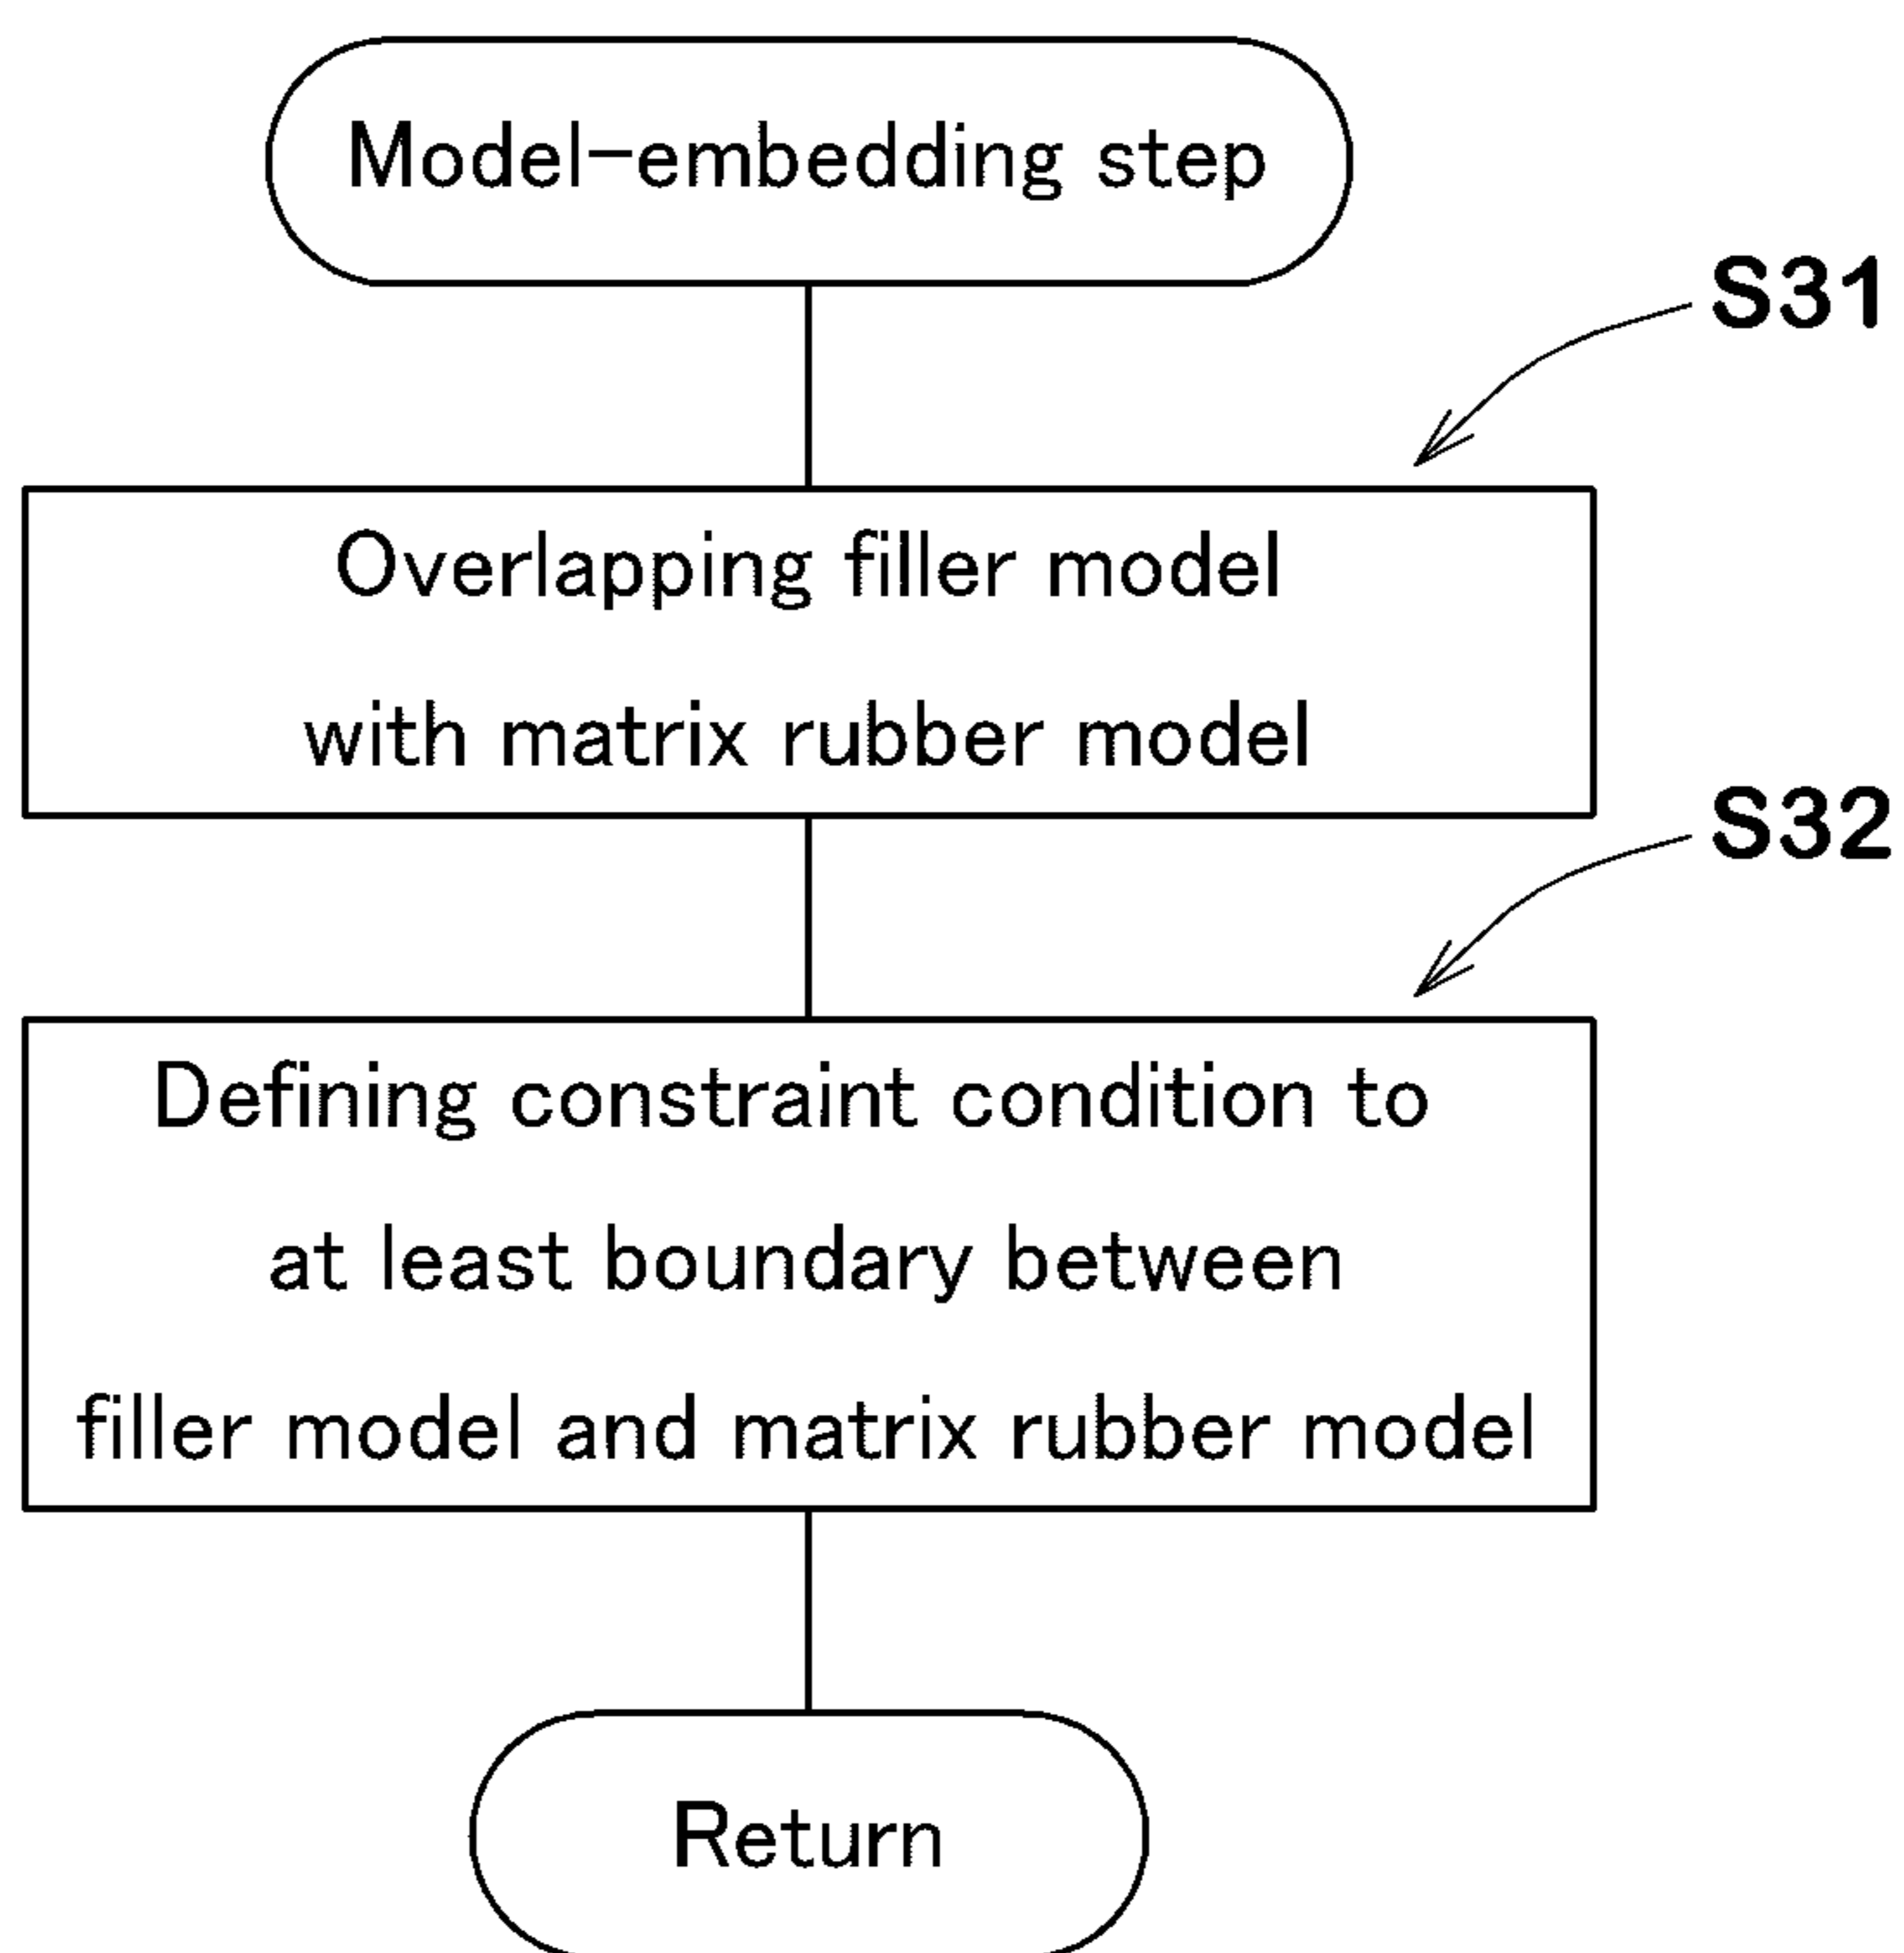 Model-embedding step
S31
Overlapping filler model
with matrix rubber model
S32
Defining constraint condition to
at least boundary between
filler model and matrix rubber model
Return